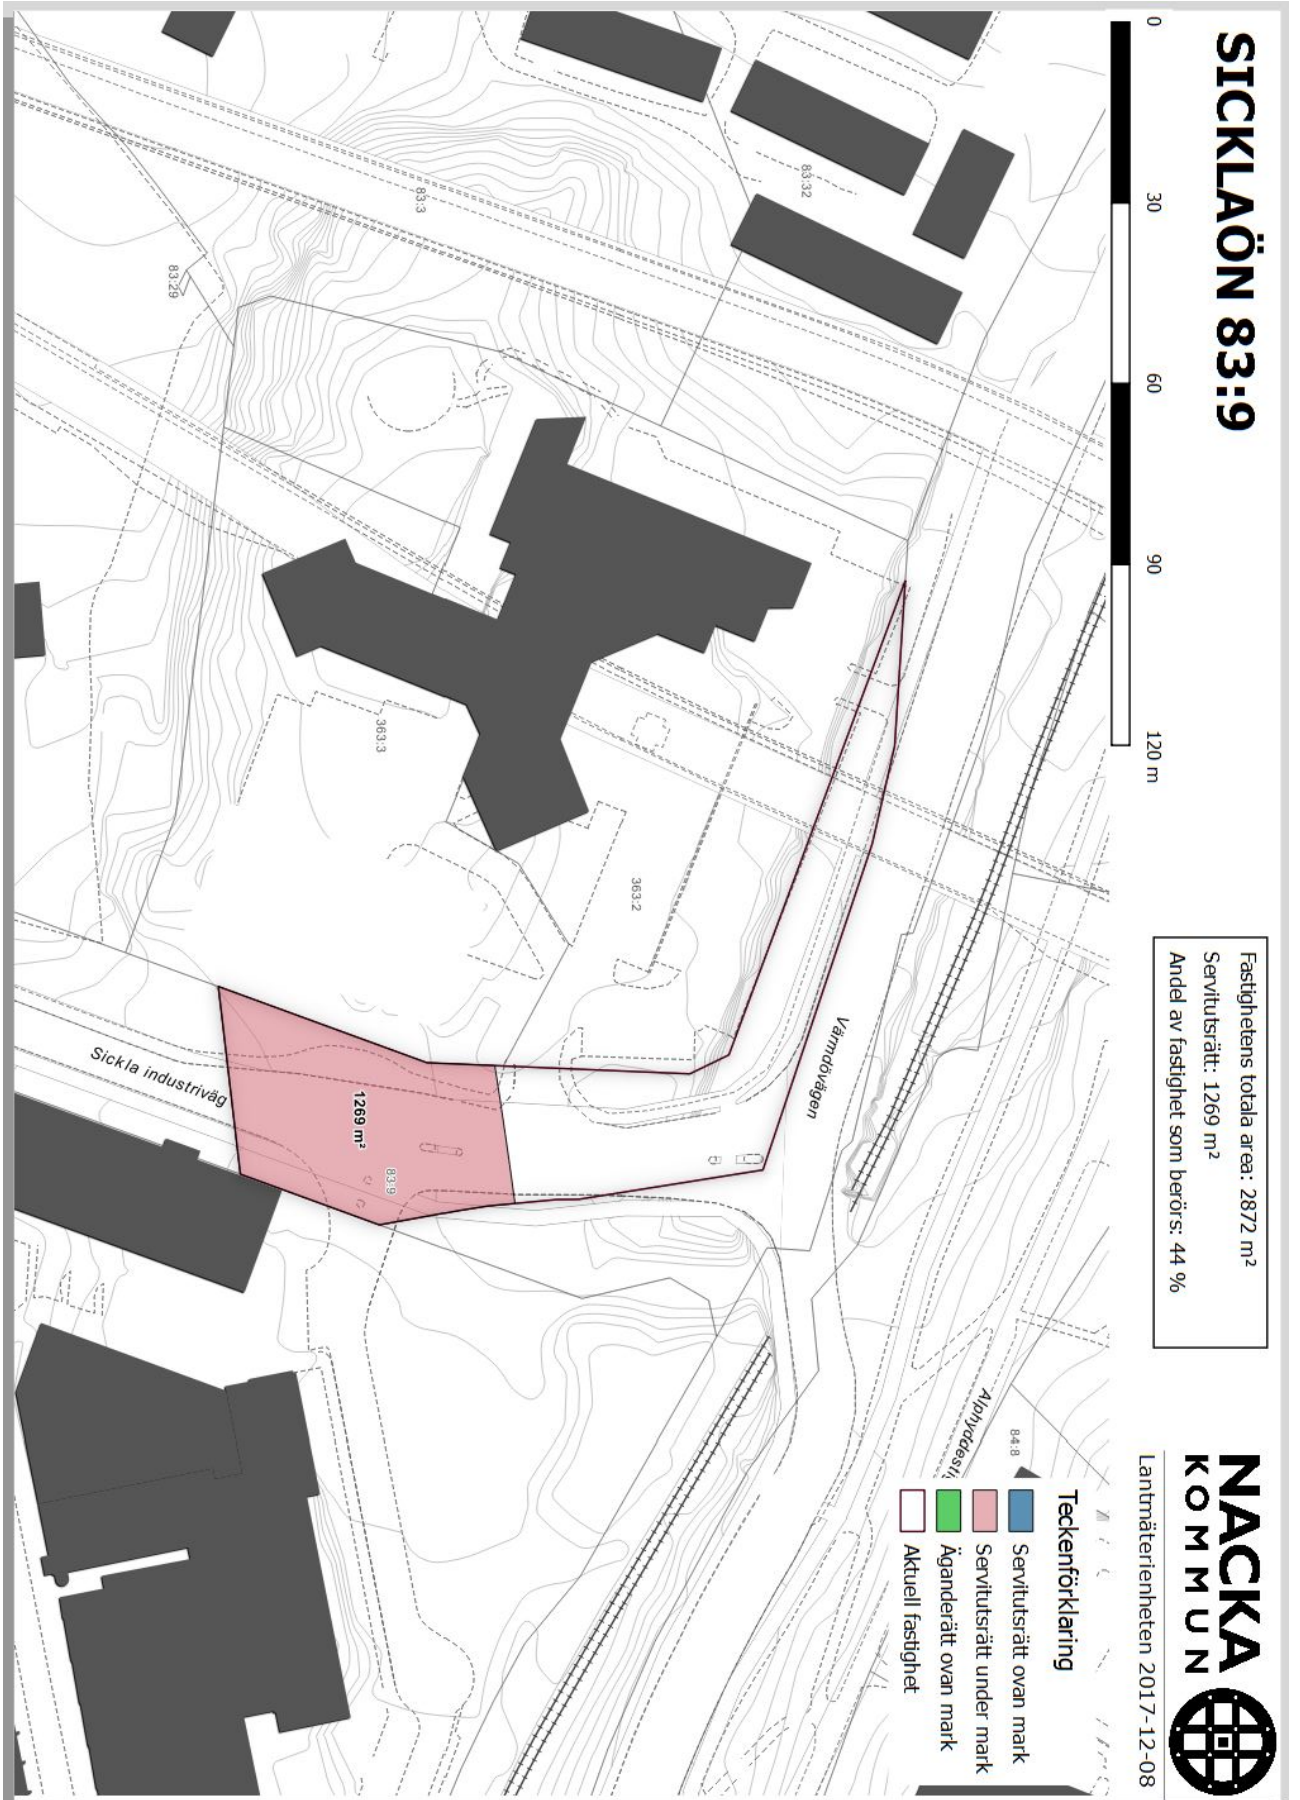 SICKLAÖN 83:9
0 30 60 90 120 m
Fastighetens totala area: 2872 m²
Servitutsrätt: 1269 m²
Andel av fastighet som berörs: 44 %
NACKA
KOMMUN
Lantmäterienheten 2017-12-08
Teckenförklaring
Servitutsrätt ovan mark
Servitutsrätt under mark
Äganderätt ovan mark
Aktuell fastighet
83:32
83:3
83:29
363:3
363:2
Värmdövägen
Sickla industriväg
1269 m²
83:9
84:8